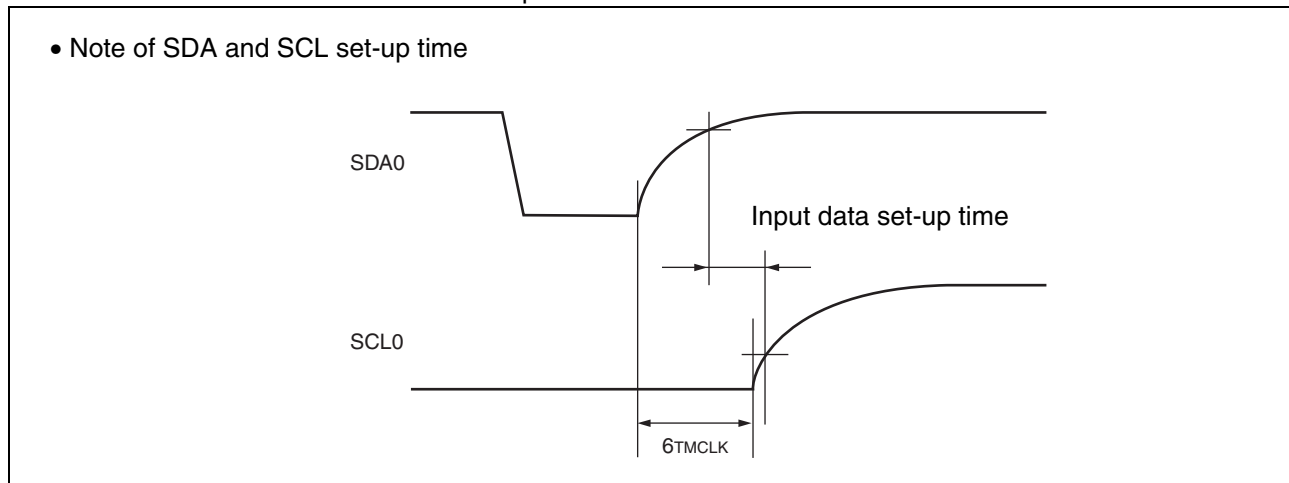 • Note of SDA and SCL set-up time
SDA0
Input data set-up time
SCL0
6TMCLK